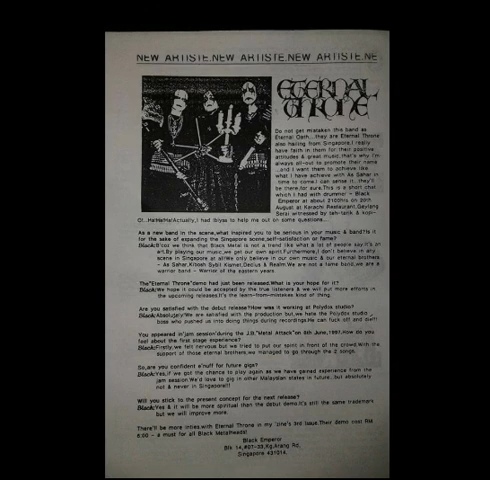 NEW ARTISTE.NEW ARTISTE.NEW ARTISTE.NE
ETERNAL
THRONE
Do not get mistaken this band as
Eternal Oath...they are Eternal Throne
also hailing from Singapore.I really
have faith in them for their positive
attitudes & great music.that's why I'm
always all-out to promote their name
...and I want them to achieve like
what I have achieve with As Sahar in
time to come.I can sense it, they'll
be there,for sure.This is a short chat
which I had with drummer - Black
Emperor at about 2100hrs on 20th
August at Karachi Restaurant,Geylang
Serai witnessed by teh-tarik & kopi-
O!..Ha!Ha!Ha!Actually,I had Ibiyas to help me out on some questions...
As a new band in the scene,what inspired you to be serious in your music & band?Is it
for the sake of expanding the Singapore scene,self-satisfaction or fame?
Black:B'coz we think that Black Metal is not a trend like what a lot of people say.It's an
art.By playing our music,we get our own spirit.Furthermore,I don't believe in any
scene in Singapore at all!We only believe in our own music & our eternal brothers
- As Sahar,Kibosh Sybil Kismet,Oeclus & Realm.We are not a fame band,we are a
warrior band - Warrior of the eastern years.
The"Eternal Throne"demo had just been released.What is your hope for it?
Black:We hope it could be accepted by the true listeners & we will put more efforts in
the upcoming releases.It's the learn-from-mistakes kind of thing.
Are you satisfied with the debut release?How was it working at Polydox studio?
Black:Absolugary!We are satisfied with the production but,we hate the Polydox studio
boss who pushed us into doing things during recordings.He can fuck off and die!!!
You appeared in'jam session'during the J.B."Metal Attack"on 8th June,1997.How do you
feel about the first stage experience?
Black:Firstly,we felt nervous but we tried to put our spirit in front of the crowd.With the
support of those eternal brothers,we managed to go through the 2 songs.
So,are you confident e'nuff for future gigs?
Black:Yes,if we got the chance to play again as we have gained experience from the
jam session.We'd love to gig in other Malaysian states in future, but absolutely
not & never in Singapore!!!
Will you stick to the present concept for the next release?
Black:Yes & it will be more spiritual than the debut demo.It's still the same trademark
but we will improve more.
There'll be more inties.with Eternal Throne in my 'zine's 3rd issue.Their demo cost RM
6:00 - a must for all Black Metalheads!
Black Emperor
Blk 14,#07-33,Kg.Arang Rd,
Singapore 431014.